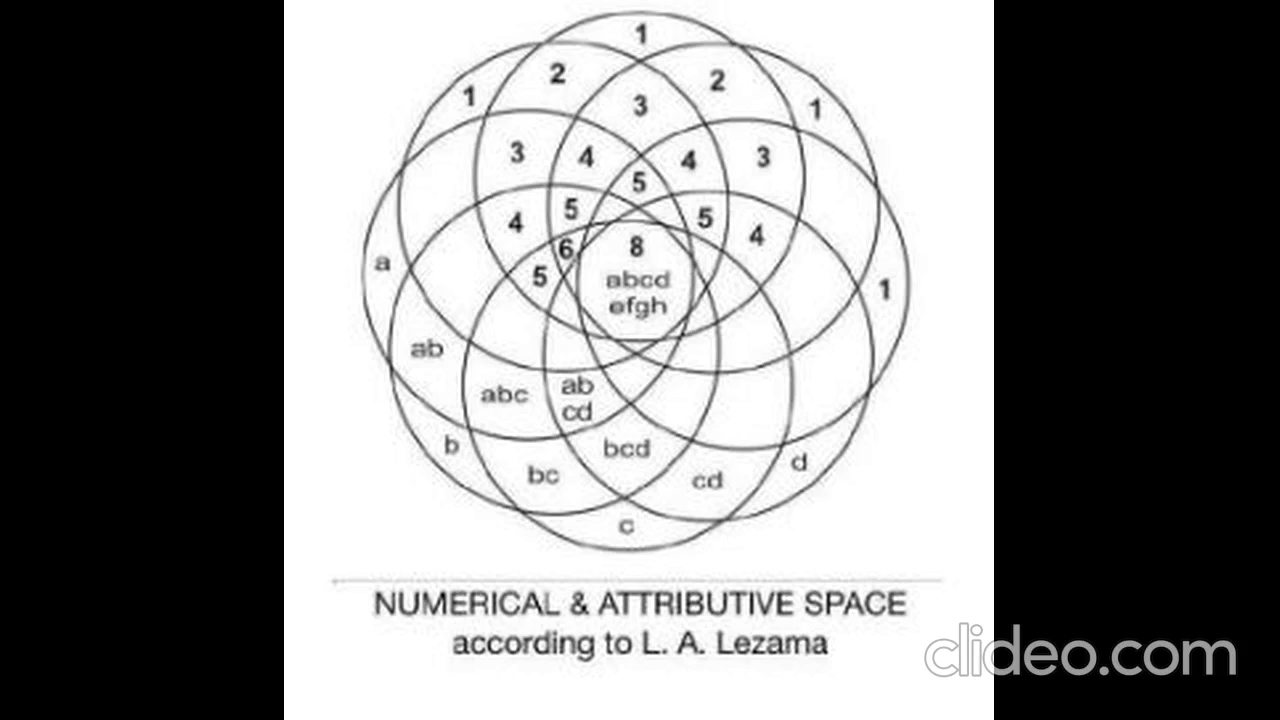 1
2
2
1
3
1
3
4
4
3
5
5
5
4
4
6
8
5
a
abcd
1
efgh
ab
ab
abc
cd
b
bcd
d
bc
cd
c
NUMERICAL & ATTRIBUTIVE SPACE
according to L. A. Lezama
clideo.com